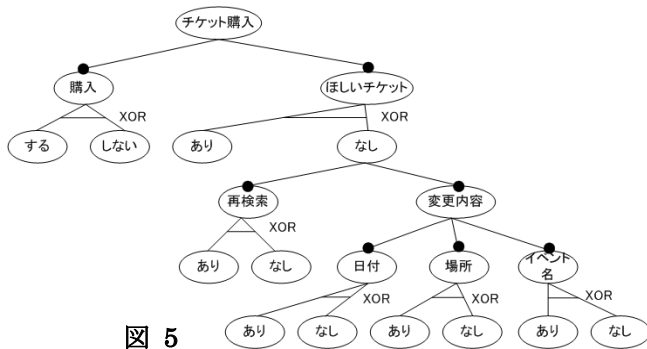 チケット購入
購入
ほしいチケット
XOR
XOR
する
しない
あり
なし
再検索
変更内容
XOR
あり
なし
日付
場所
イベント
名
XOR
XOR
XOR
あり
なし
あり
なし
あり
なし
図 5